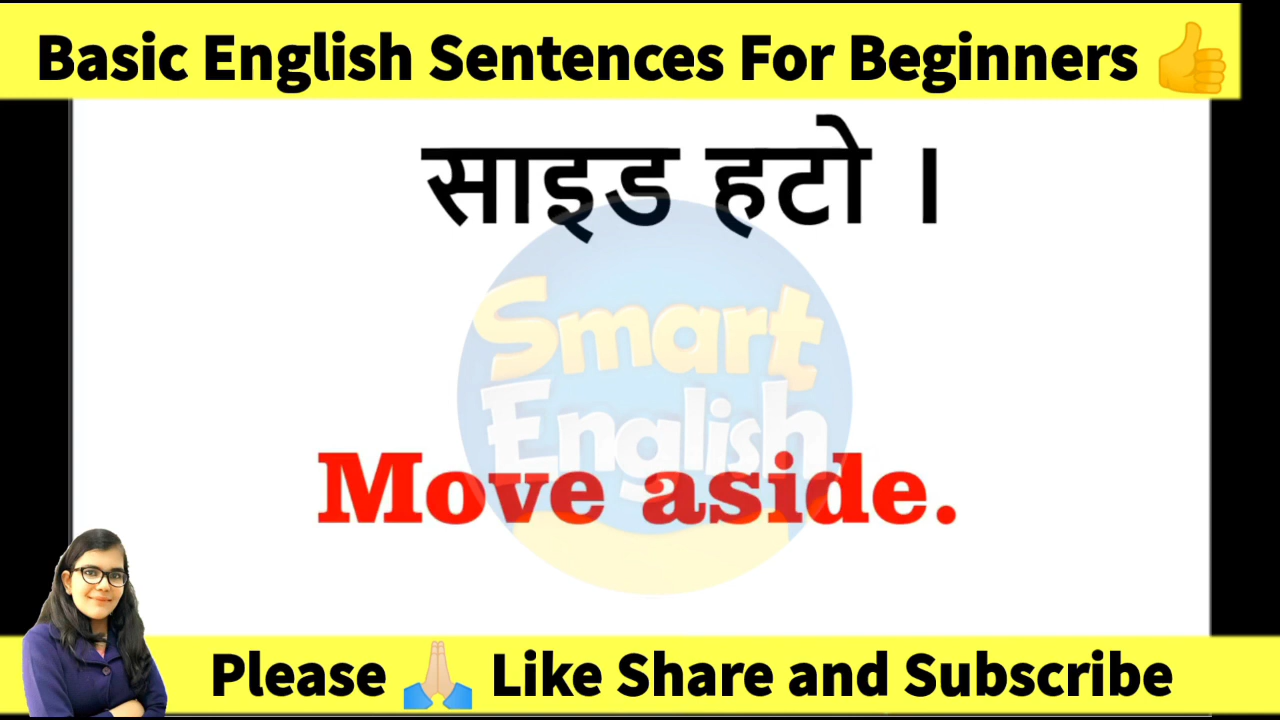 Basic English Sentences For Beginners 👍
साइड हटो ।
Smart
English
Move aside.
Please 🙏🏼 Like Share and Subscribe